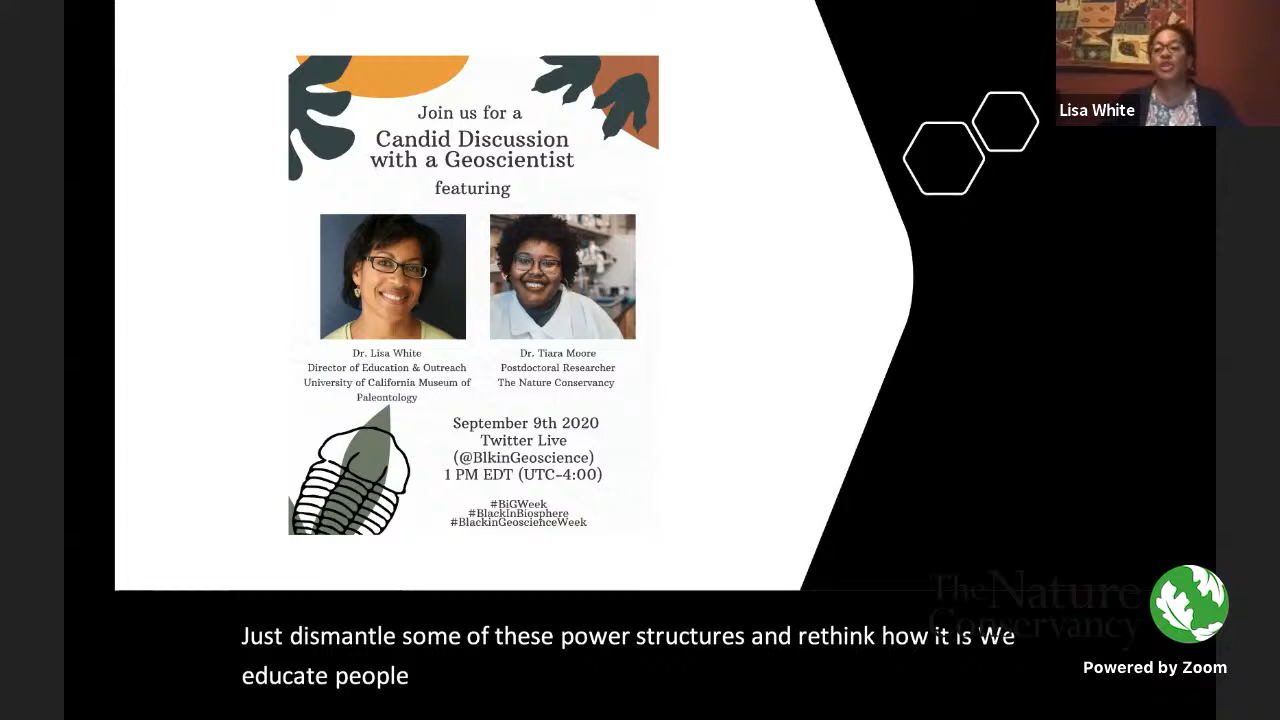 Join us for a
Candid Discussion
with a Geoscientist
featuring
Dr. Lisa White
Director of Education & Outreach
University of California Museum of
Paleontology
Dr. Tiara Moore
Postdoctoral Researcher
The Nature Conservancy
September 9th 2020
Twitter Live
(@BlkinGeoscience)
1 PM EDT (UTC-4:00)
#BiGWeek
#BlackInBiosphere
#BlackinGeoscienceWeek
Lisa White
The Nature
Conservancy
Powered by Zoom
Just dismantle some of these power structures and rethink how it is We
educate people